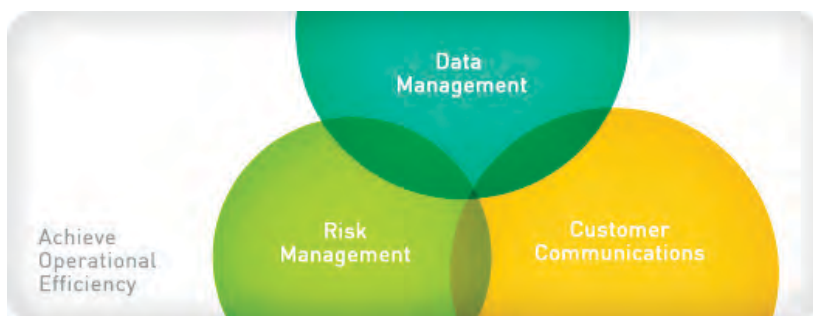 Data
Management
Risk
Management
Customer
Communications
Achieve
Operational
Efficiency